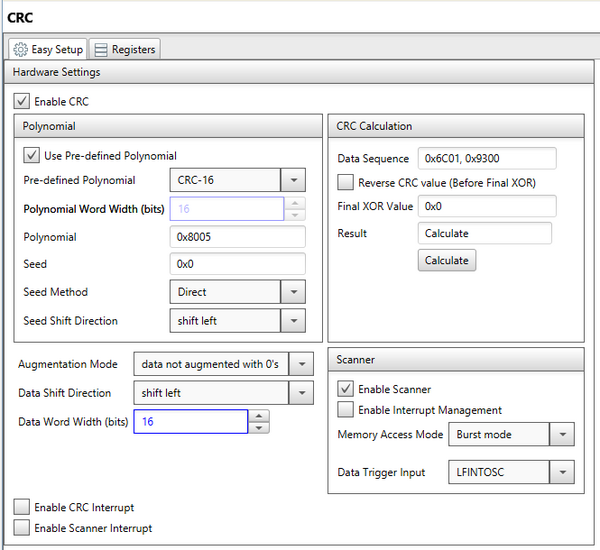 CRC
Easy Setup
Registers
Hardware Settings
Enable CRC
Polynomial
Use Pre-defined Polynomial
Pre-defined Polynomial CRC-16
Polynomial Word Width (bits) 16
Polynomial 0x8005
Seed 0x0
Seed Method Direct
Seed Shift Direction shift left
CRC Calculation
Data Sequence 0x6C01, 0x9300
Reverse CRC value (Before Final XOR)
Final XOR Value 0x0
Result Calculate
Calculate
Augmentation Mode data not augmented with 0's
Data Shift Direction shift left
Data Word Width (bits) 16
Scanner
Enable Scanner
Enable Interrupt Management
Memory Access Mode Burst mode
Data Trigger Input LFINTOSC
Enable CRC Interrupt
Enable Scanner Interrupt